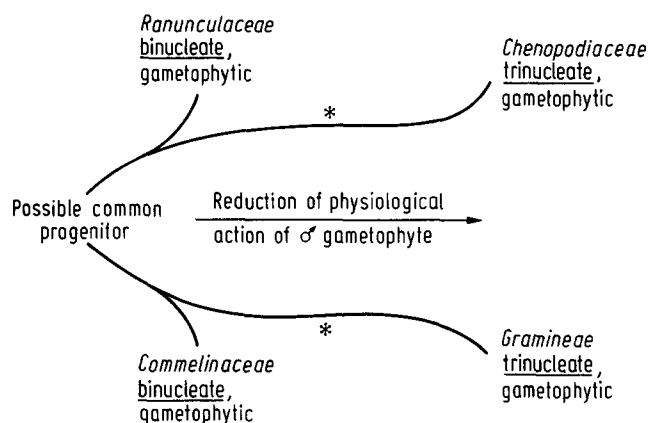 Ranunculaceae
binucleate,
gametophytic
Chenopodiaceae
trinucleate,
gametophytic
*
Possible common
progenitor
Reduction of physiological
action of ♂ gametophyte
*
Commelinaceae
binucleate,
gametophytic
Gramineae
trinucleate,
gametophytic